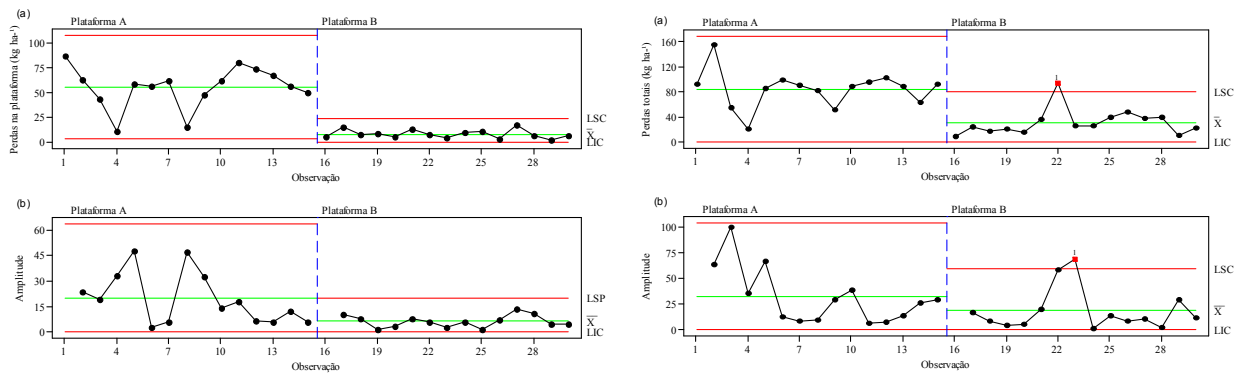 (a)
Plataforma A
Plataforma B
Perdas na plataforma (kg ha-¹)
100
75
50
25
0
LSC
X̄
LIC
1
4
7
10
13
16
19
22
25
28
Observação
(b)
Plataforma A
Plataforma B
Amplitude
60
45
30
15
0
LSP
X̄
LIC
1
4
7
10
13
16
19
22
25
28
Observação
(a)
Plataforma A
Plataforma B
Perdas totais (kg ha-¹)
160
120
80
40
0
1
LSC
X̄
LIC
1
4
7
10
13
16
19
22
25
28
Observação
(b)
Plataforma A
Plataforma B
Amplitude
100
75
50
25
0
1
LSC
X̄
LIC
1
4
7
10
13
16
19
22
25
28
Observação